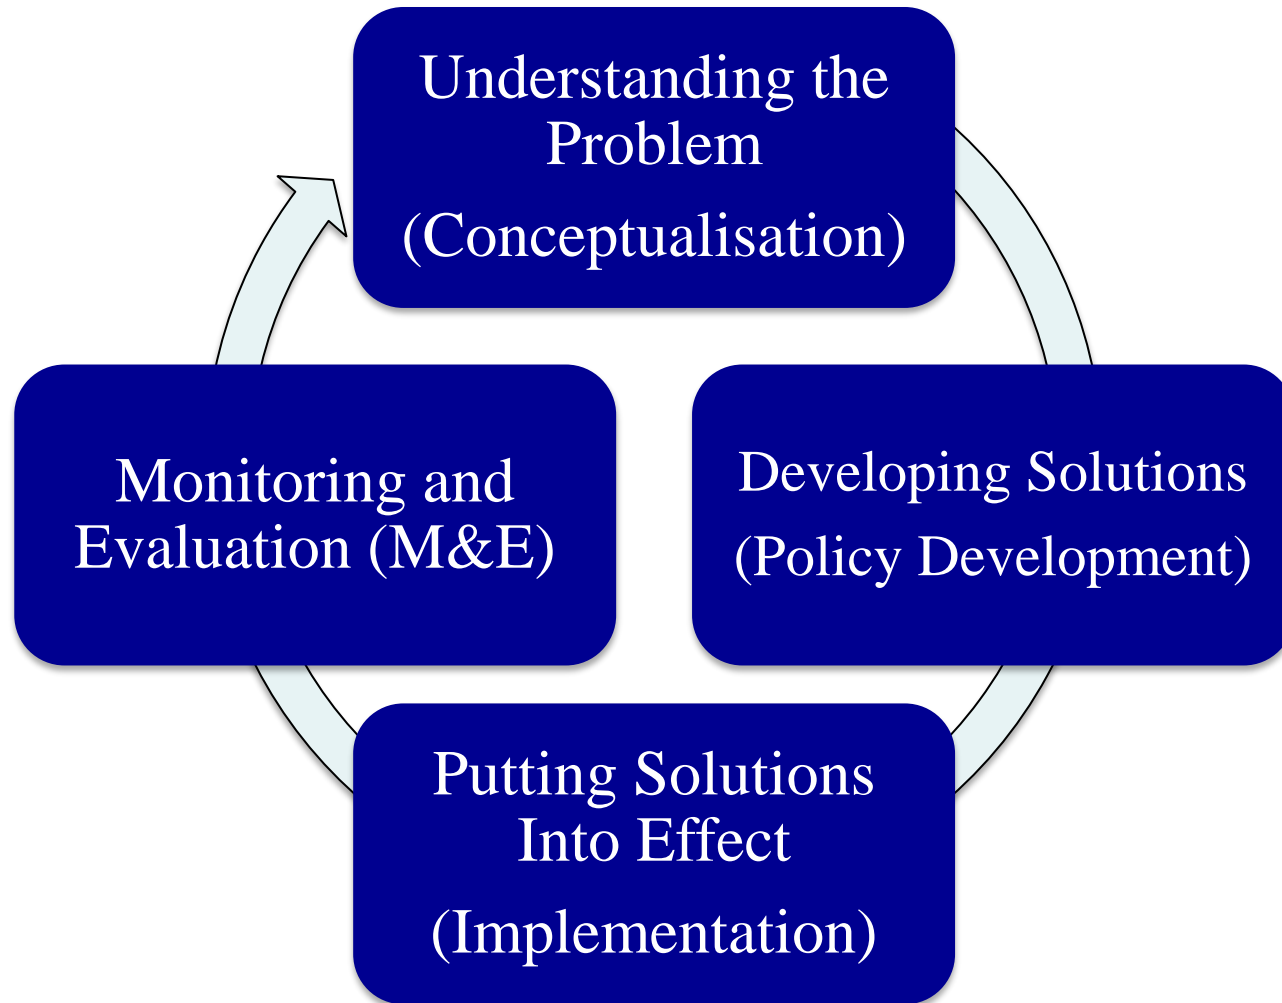 Understanding the
Problem
(Conceptualisation)
Developing Solutions
(Policy Development)
Putting Solutions
Into Effect
(Implementation)
Monitoring and
Evaluation (M&E)